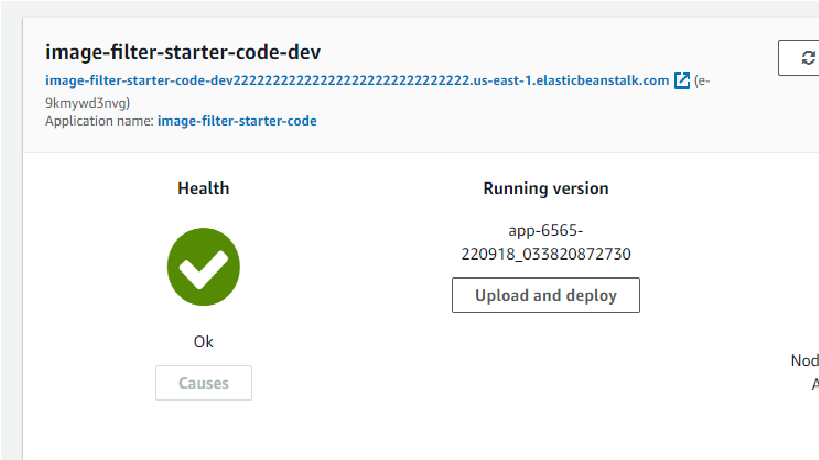 image-filter-starter-code-dev
image-filter-starter-code-dev222222222222222222222222222222.us-east-1.elasticbeanstalk.com (e-
9kmywd3nvg)
Application name: image-filter-starter-code
Health
Running version
app-6565-
220918_033820872730
Upload and deploy
Ok
Nod
Causes
A